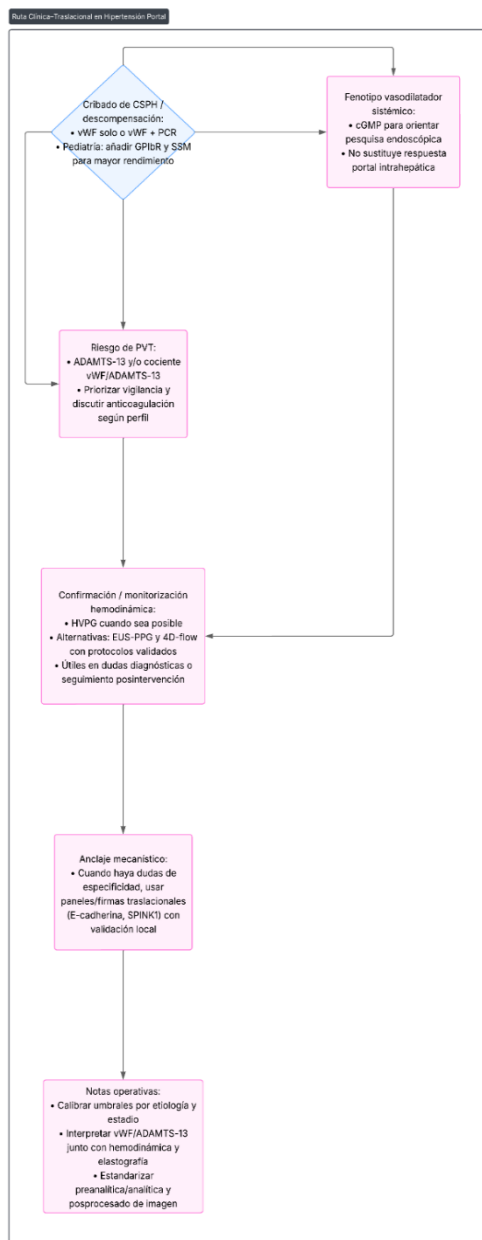 Ruta Clínica–Traslacional en Hipertensión Portal
Cribado de CSPH /
descompensación:
• vWF solo o vWF + PCR
• Pediatría: añadir GPIbR y SSM
para mayor rendimiento
Fenotipo vasodilatador
sistémico:
• cGMP para orientar
pesquisa endoscópica
• No sustituye respuesta
portal intrahepática
Riesgo de PVT:
• ADAMTS-13 y/o cociente
vWF/ADAMTS-13
• Priorizar vigilancia y
discutir anticoagulación
según perfil
Confirmación / monitorización
hemodinámica:
• HVPG cuando sea posible
• Alternativas: EUS-PPG y 4D-flow
con protocolos validados
• Útiles en dudas diagnósticas o
seguimiento posintervención
Anclaje mecanístico:
• Cuando haya dudas de
especificidad, usar
paneles/firmas traslacionales
(E-cadherina, SPINK1) con
validación local
Notas operativas:
• Calibrar umbrales por etiología y
estadio
• Interpretar vWF/ADAMTS-13
junto con hemodinámica y
elastografía
• Estandarizar
preanalítica/analítica y
posprocesado de imagen